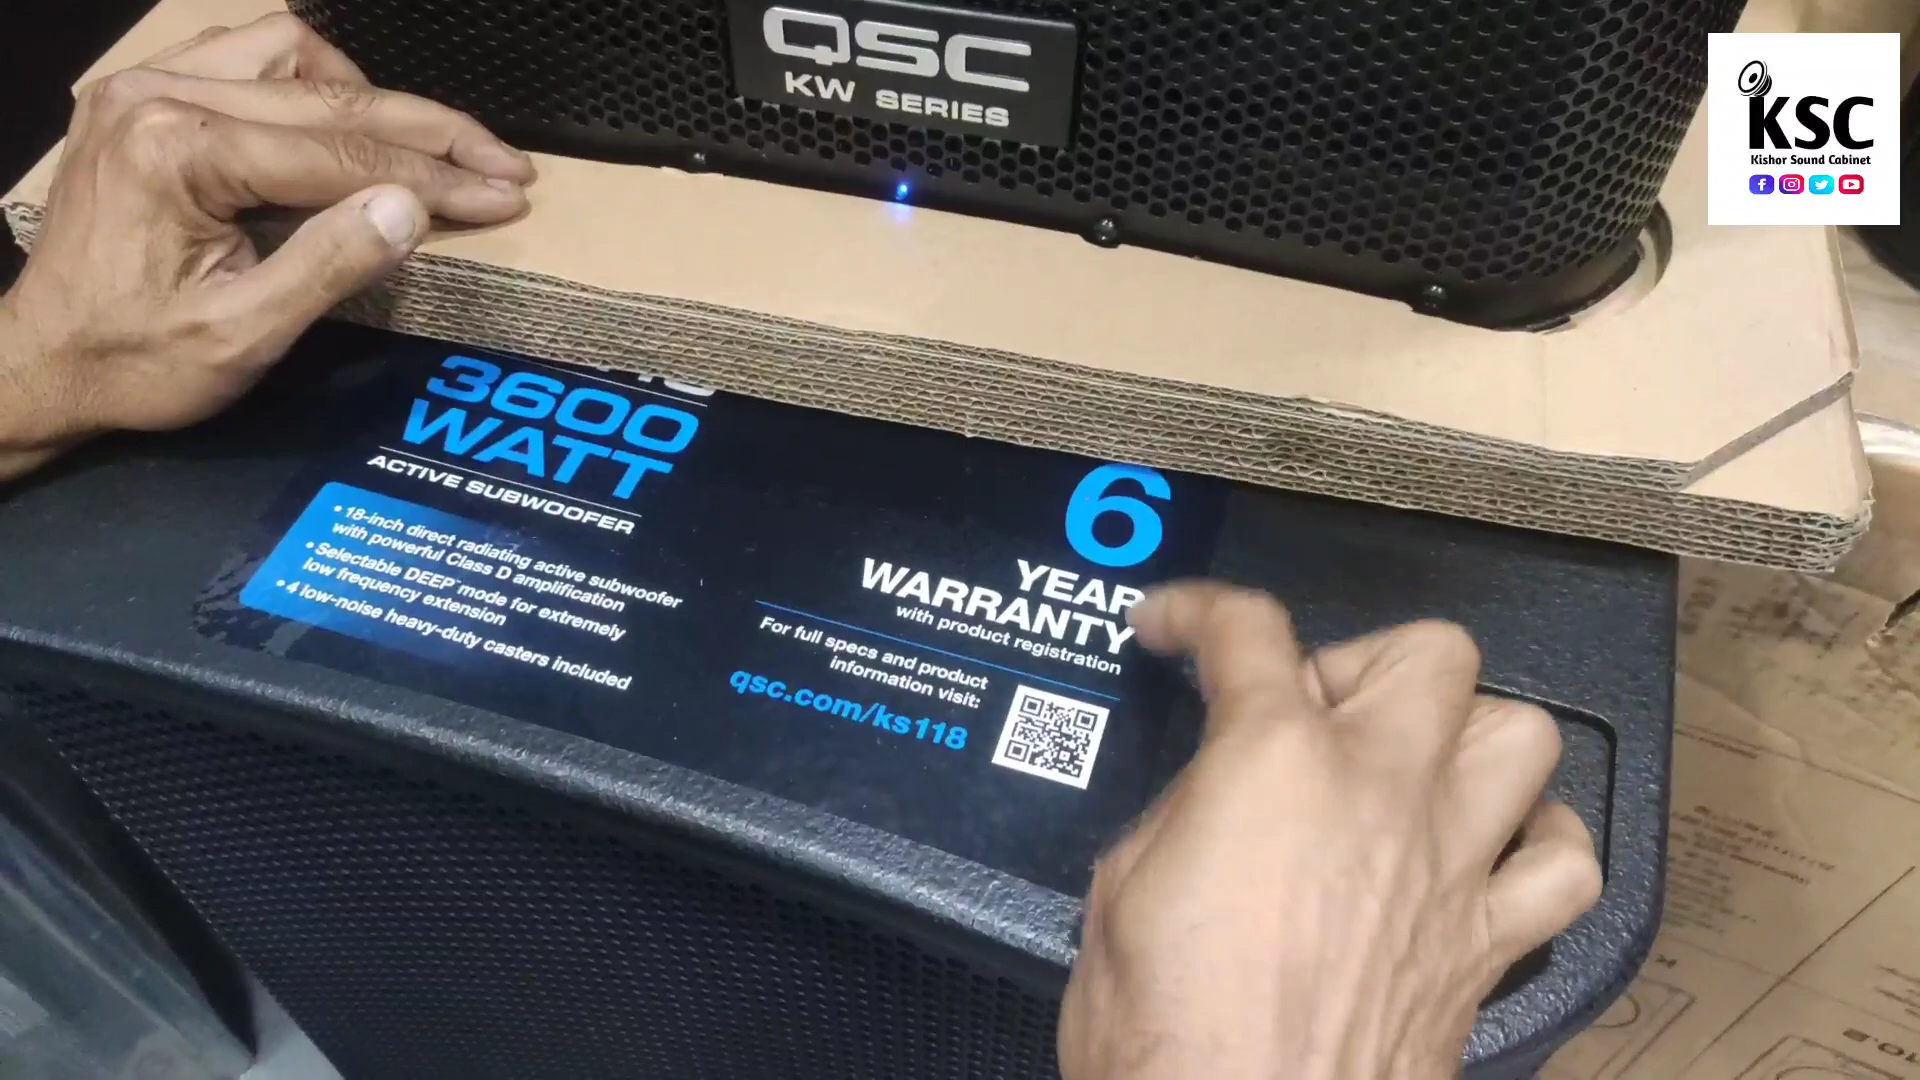 QSC
KW SERIES
KSC
Kishor Sound Cabinet
3600
WATT
ACTIVE SUBWOOFER
• 18-inch direct radiating active subwoofer
with powerful Class D amplification
• Selectable DEEP™ mode for extremely
low frequency extension
• 4 low-noise heavy-duty casters included
6
YEAR
WARRANTY
with product registration
For full specs and product
information visit:
qsc.com/ks118